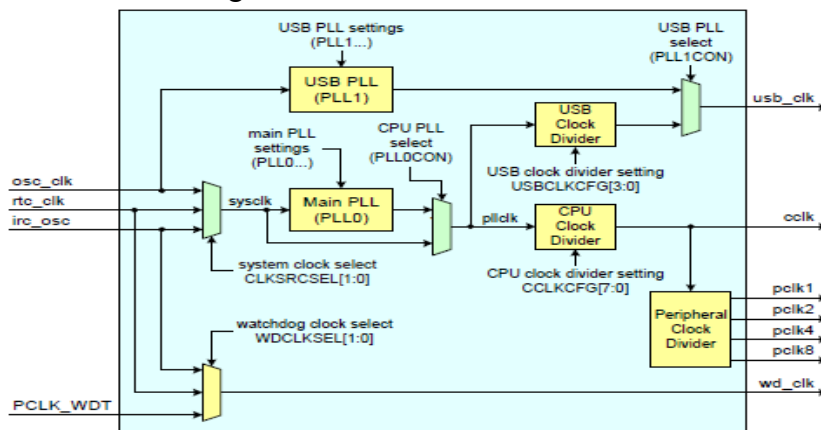 USB PLL settings
(PLL1...)
USB PLL
select
(PLL1CON)
USB PLL
(PLL1)
usb_clk
main PLL
settings
(PLL0...)
CPU PLL
select
(PLL0CON)
USB
Clock
Divider
USB clock divider setting
USBCLKCFG[3:0]
osc_clk
rtc_clk
irc_osc
sysclk
Main PLL
(PLL0)
pllclk
CPU
Clock
Divider
cclk
system clock select
CLKSRCSEL[1:0]
CPU clock divider setting
CCLKCFG[7:0]
watchdog clock select
WDCLKSEL[1:0]
Peripheral
Clock
Divider
pclk1
pclk2
pclk4
pclk8
PCLK_WDT
wd_clk